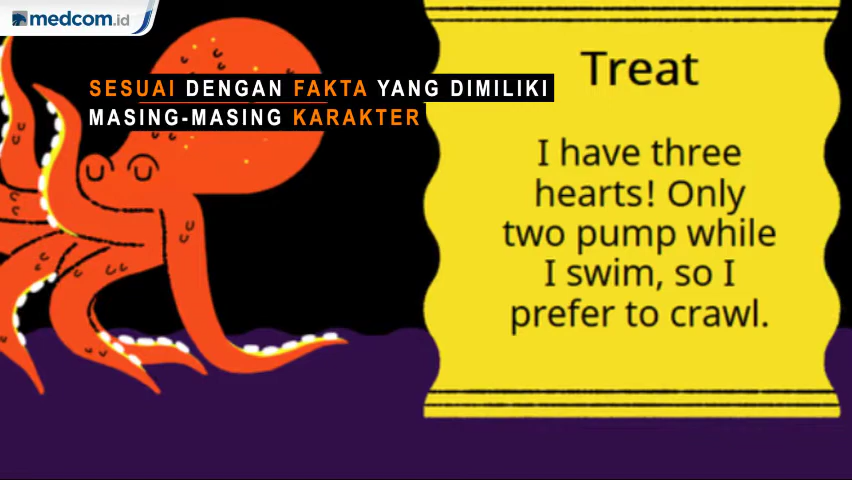 medcom.id
SESUAI DENGAN FAKTA YANG DIMILIKI
MASING-MASING KARAKTER
Treat
I have three
hearts! Only
two pump while
I swim, so I
prefer to crawl.